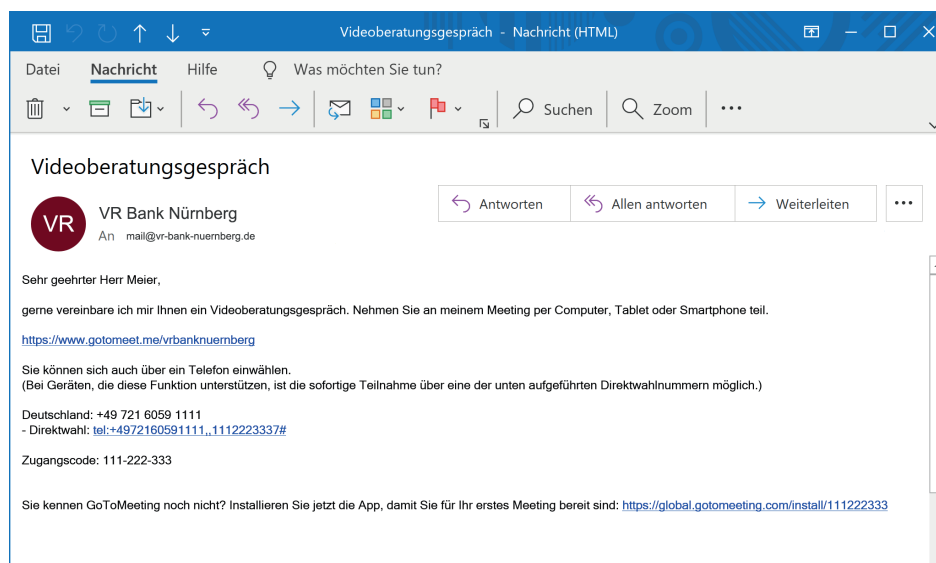 Videoberatungsgespräch - Nachricht (HTML)
Datei Nachricht Hilfe Was möchten Sie tun?
Suchen Zoom
Videoberatungsgespräch
VR
VR Bank Nürnberg
An mail@vr-bank-nuernberg.de
Antworten Allen antworten Weiterleiten
Sehr geehrter Herr Meier,
gerne vereinbare ich mir Ihnen ein Videoberatungsgespräch. Nehmen Sie an meinem Meeting per Computer, Tablet oder Smartphone teil.
https://www.gotomeet.me/vrbanknuernberg
Sie können sich auch über ein Telefon einwählen.
(Bei Geräten, die diese Funktion unterstützen, ist die sofortige Teilnahme über eine der unten aufgeführten Direktwahlnummern möglich.)
Deutschland: +49 721 6059 1111
- Direktwahl: tel:+4972160591111,,1112223337#
Zugangscode: 111-222-333
Sie kennen GoToMeeting noch nicht? Installieren Sie jetzt die App, damit Sie für Ihr erstes Meeting bereit sind: https://global.gotomeeting.com/install/111222333